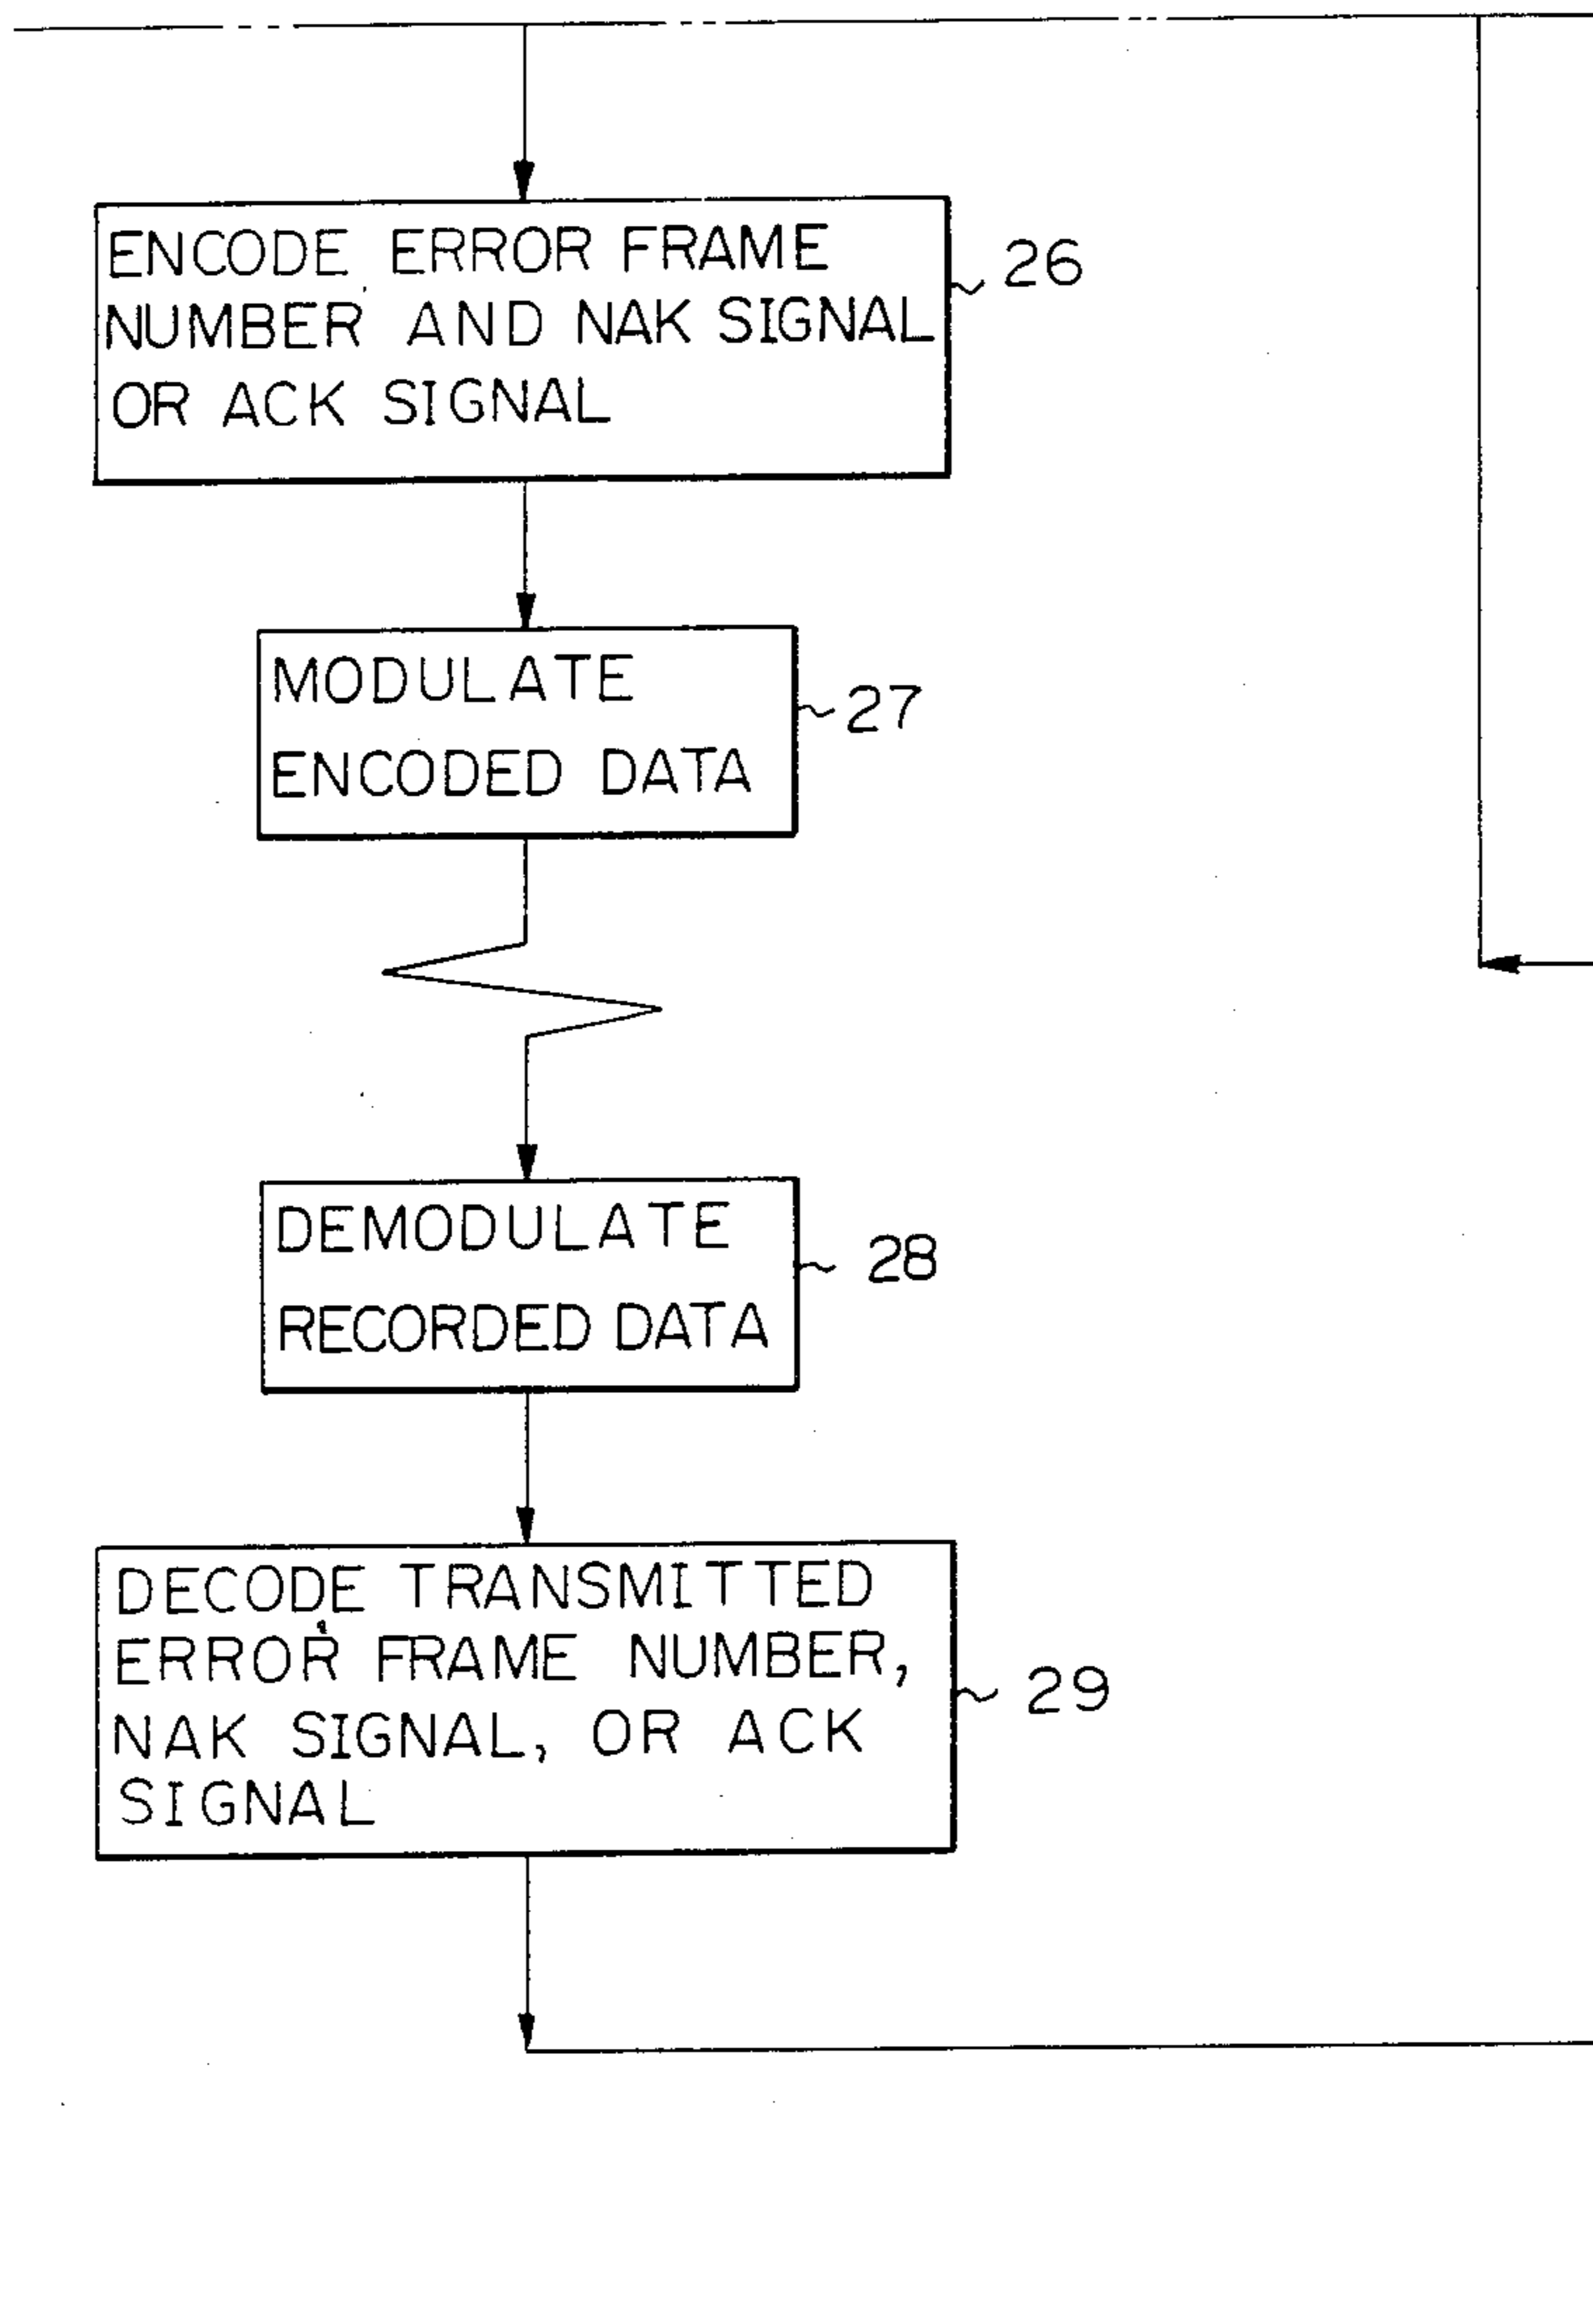 ENCODE ERROR FRAME
NUMBER AND NAK SIGNAL
OR ACK SIGNAL
26
MODULATE
ENCODED DATA
27
DEMODULATE
RECORDED DATA
28
DECODE TRANSMITTED
ERROR FRAME NUMBER,
NAK SIGNAL, OR ACK
SIGNAL
29